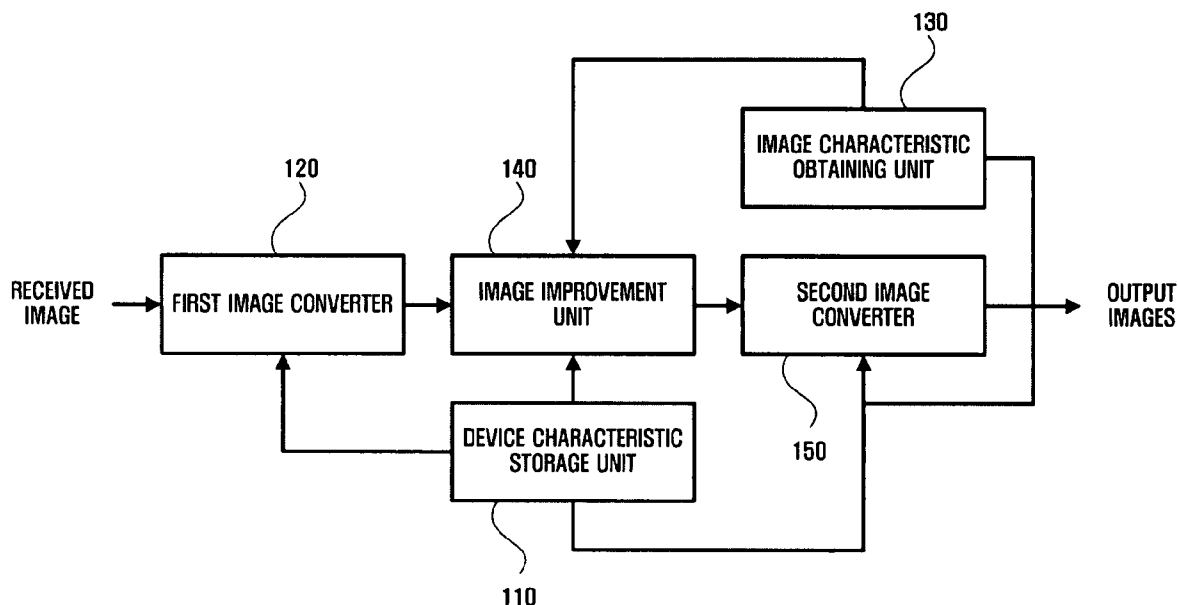 130
IMAGE CHARACTERISTIC
OBTAINING UNIT
120
140
RECEIVED
IMAGE
FIRST IMAGE CONVERTER
IMAGE IMPROVEMENT
UNIT
SECOND IMAGE
CONVERTER
OUTPUT
IMAGES
DEVICE CHARACTERISTIC
STORAGE UNIT
150
110